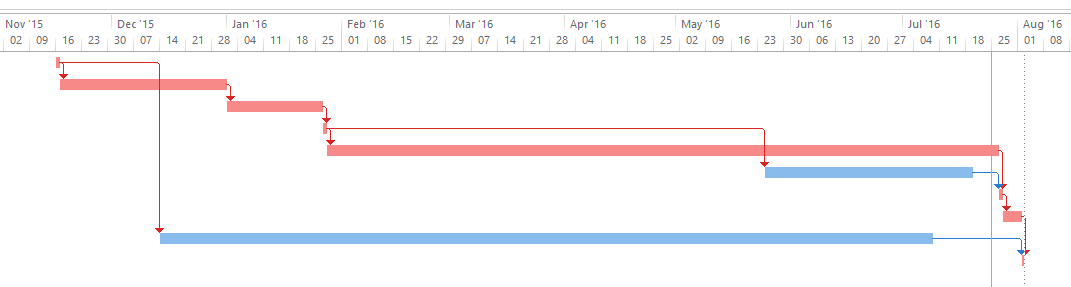 Nov '15 Dec '15 Jan '16 Feb '16 Mar '16 Apr '16 May '16 Jun '16 Jul '16 Aug '16
02 09 16 23 30 07 14 21 28 04 11 18 25 01 08 15 22 29 07 14 21 28 04 11 18 25 02 09 16 23 30 06 13 20 27 04 11 18 25 01 08